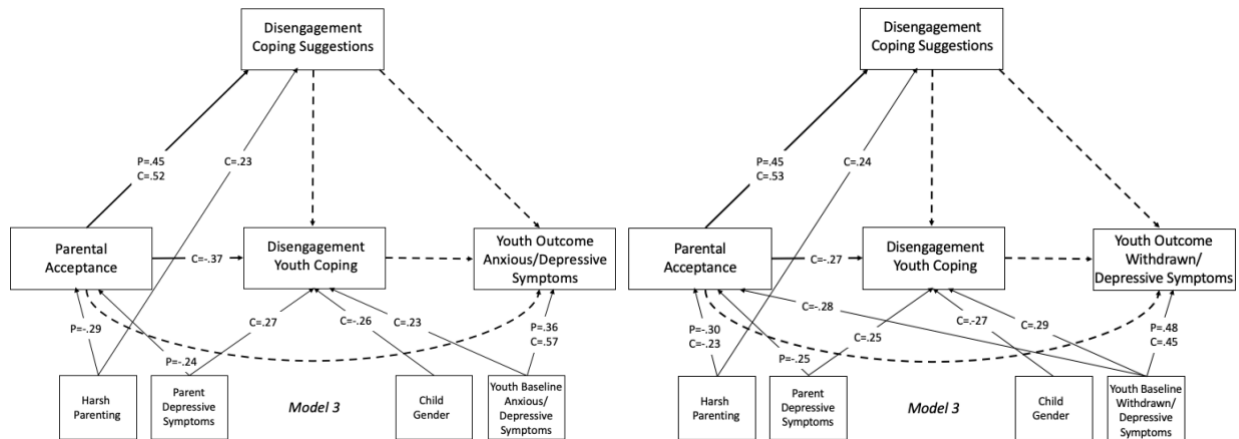 Disengagement
Coping Suggestions
P=.45
C=.52
C=.23
Parental
Acceptance
C=-.37
Disengagement
Youth Coping
Youth Outcome
Anxious/Depressive
Symptoms
P=-.29
C=.27
C=-.26
C=.23
P=.36
C=.57
P=-.24
Harsh
Parenting
Parent
Depressive
Symptoms
Model 3
Child
Gender
Youth Baseline
Anxious/
Depressive
Symptoms
Disengagement
Coping Suggestions
P=.45
C=.53
C=.24
Parental
Acceptance
C=-.27
Disengagement
Youth Coping
Youth Outcome
Withdrawn/
Depressive Symptoms
C=-.28
P=-.30
C=-.23
C=.25
C=.-27
C=.29
P=.48
C=.45
P=-.25
Harsh
Parenting
Parent
Depressive
Symptoms
Model 3
Child
Gender
Youth Baseline
Withdrawn/
Depressive
Symptoms